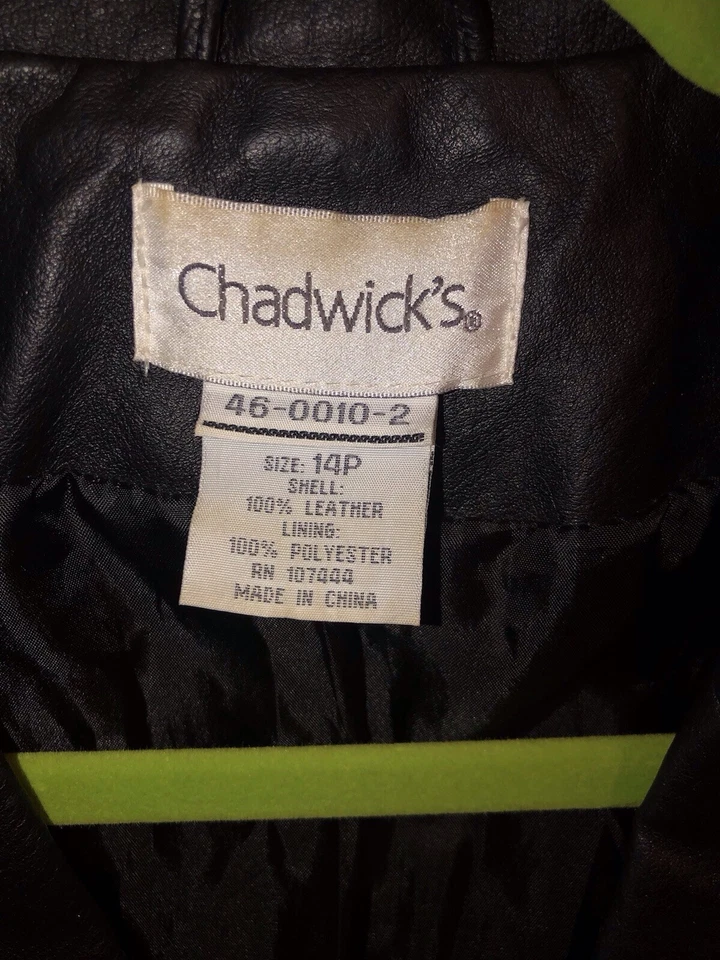 Chadwick's®
46-0010-2
SIZE: 14P
SHELL:
100% LEATHER
LINING:
100% POLYESTER
RN 107444
MADE IN CHINA